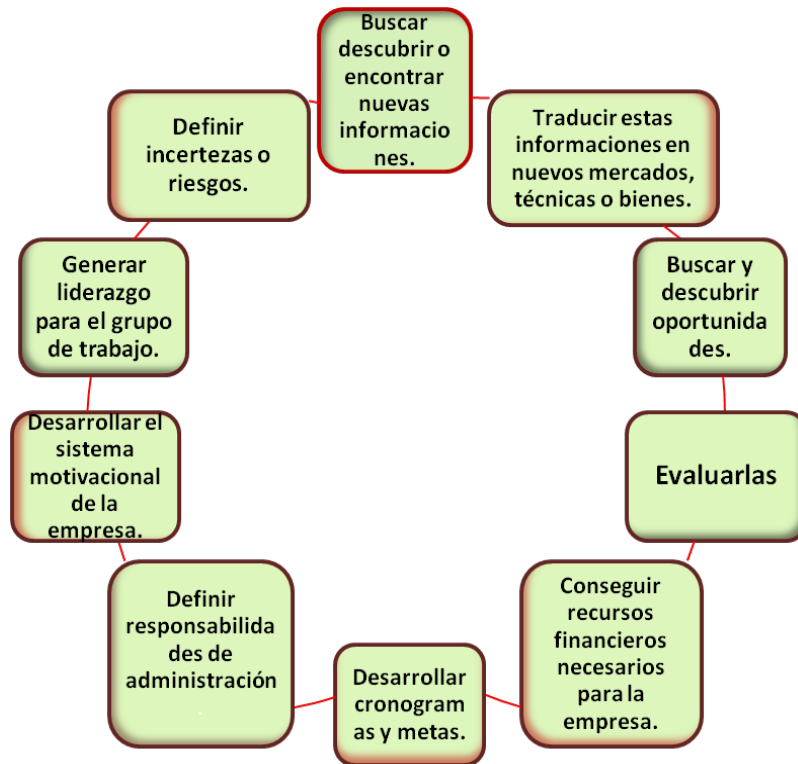 Buscar
descubrir o
encontrar
nuevas
informacio
nes.
Traducir estas
informaciones en
nuevos mercados,
técnicas o bienes.
Buscar y
descubrir
oportunida
des.
Evaluarlas
Conseguir
recursos
financieros
necesarios
para la
empresa.
Desarrollar
cronogram
as y metas.
Definir
responsabilida
des de
administración
.
Desarrollar el
sistema
motivacional
de la
empresa.
Generar
liderazgo
para el grupo
de trabajo.
Definir
incertezas o
riesgos.